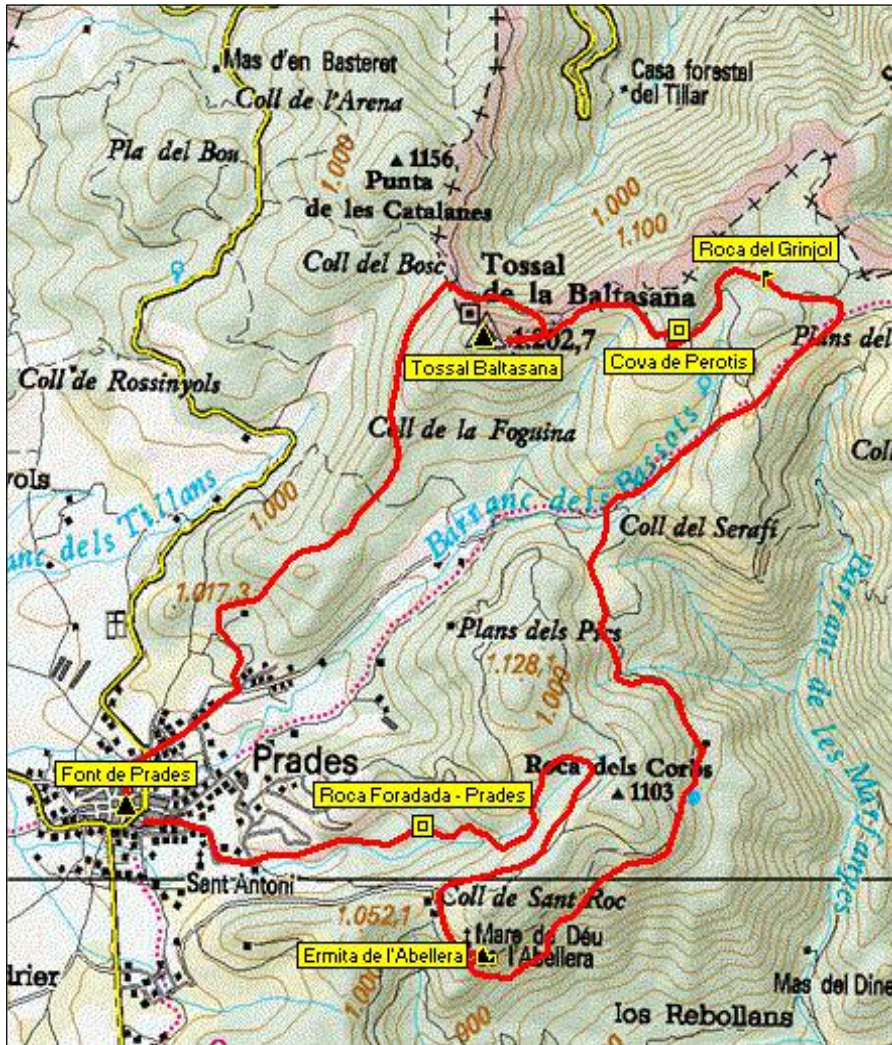 Mas d'en Basteret
Coll de l'Arena
Casa forestal
del Tillar
Pla del Bou
1.000
▲ 1156
Punta
de les Catalanes
1.000
1.100
Roca del Grinjol
Coll del Bosc
Tossal
de la Baltasana
1.202,7
Plans del
Tossal Baltasana
Cova de Perotis
Coll de Rossinyols
Coll de la Foguina
Coll
yols
1.000
Barranc dels Bassots
anc dels Tillans
Coll del Serafí
1.017,3
Barranc de les Marfanges
Plans dels Pics
1.128,1
1.000
Prades
Font de Prades
Roca dels Corbs
▲ 1103
Roca Foradada - Prades
Sant Antoni
Coll de Sant Roc
1.052,1
Mare de Déu
Ermita de l'Abellera
l'Abellera
drier
1.000
900
Mas del Dine
los Rebollans